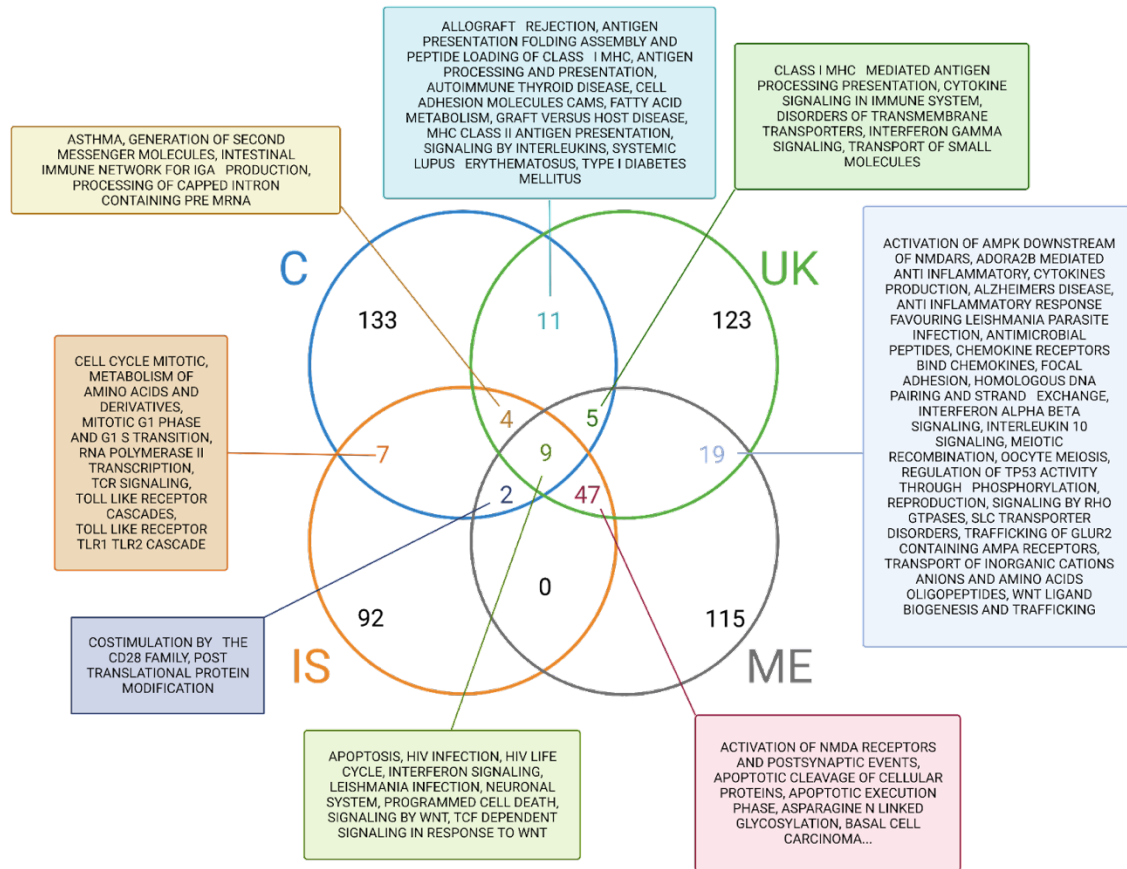 ALLOGRAFT REJECTION, ANTIGEN
PRESENTATION FOLDING ASSEMBLY AND
PEPTIDE LOADING OF CLASS I MHC, ANTIGEN
PROCESSING AND PRESENTATION,
AUTOIMMUNE THYROID DISEASE, CELL
ADHESION MOLECULES CAMS, FATTY ACID
METABOLISM, GRAFT VERSUS HOST DISEASE,
MHC CLASS II ANTIGEN PRESENTATION,
SIGNALING BY INTERLEUKINS, SYSTEMIC
LUPUS ERYTHEMATOSUS, TYPE I DIABETES
MELLITUS
CLASS I MHC MEDIATED ANTIGEN
PROCESSING PRESENTATION, CYTOKINE
SIGNALING IN IMMUNE SYSTEM,
DISORDERS OF TRANSMEMBRANE
TRANSPORTERS, INTERFERON GAMMA
SIGNALING, TRANSPORT OF SMALL
MOLECULES
ASTHMA, GENERATION OF SECOND
MESSENGER MOLECULES, INTESTINAL
IMMUNE NETWORK FOR IGA PRODUCTION,
PROCESSING OF CAPPED INTRON
CONTAINING PRE MRNA
C
UK
133
11
123
4
5
7
9
19
2
47
0
92
115
IS
ME
ACTIVATION OF AMPK DOWNSTREAM
OF NMDARS, ADORA2B MEDIATED
ANTI INFLAMMATORY, CYTOKINES
PRODUCTION, ALZHEIMERS DISEASE,
ANTI INFLAMMATORY RESPONSE
FAVOURING LEISHMANIA PARASITE
INFECTION, ANTIMICROBIAL
PEPTIDES, CHEMOKINE RECEPTORS
BIND CHEMOKINES, FOCAL
ADHESION, HOMOLOGOUS DNA
PAIRING AND STRAND EXCHANGE,
INTERFERON ALPHA BETA
SIGNALING, INTERLEUKIN 10
SIGNALING, MEIOTIC
RECOMBINATION, OOCYTE MEIOSIS,
REGULATION OF TP53 ACTIVITY
THROUGH PHOSPHORYLATION,
REPRODUCTION, SIGNALING BY RHO
GTPASES, SLC TRANSPORTER
DISORDERS, TRAFFICKING OF GLUR2
CONTAINING AMPA RECEPTORS,
TRANSPORT OF INORGANIC CATIONS
ANIONS AND AMINO ACIDS
OLIGOPEPTIDES, WNT LIGAND
BIOGENESIS AND TRAFFICKING
CELL CYCLE MITOTIC,
METABOLISM OF
AMINO ACIDS AND
DERIVATIVES,
MITOTIC G1 PHASE
AND G1 S TRANSITION,
RNA POLYMERASE II
TRANSCRIPTION,
TCR SIGNALING,
TOLL LIKE RECEPTOR
CASCADES,
TOLL LIKE RECEPTOR
TLR1 TLR2 CASCADE
COSTIMULATION BY THE
CD28 FAMILY, POST
TRANSLATIONAL PROTEIN
MODIFICATION
APOPTOSIS, HIV INFECTION, HIV LIFE
CYCLE, INTERFERON SIGNALING,
LEISHMANIA INFECTION, NEURONAL
SYSTEM, PROGRAMMED CELL DEATH,
SIGNALING BY WNT, TCF DEPENDENT
SIGNALING IN RESPONSE TO WNT
ACTIVATION OF NMDA RECEPTORS
AND POSTSYNAPTIC EVENTS,
APOPTOTIC CLEAVAGE OF CELLULAR
PROTEINS, APOPTOTIC EXECUTION
PHASE, ASPARAGINE N LINKED
GLYCOSYLATION, BASAL CELL
CARCINOMA...